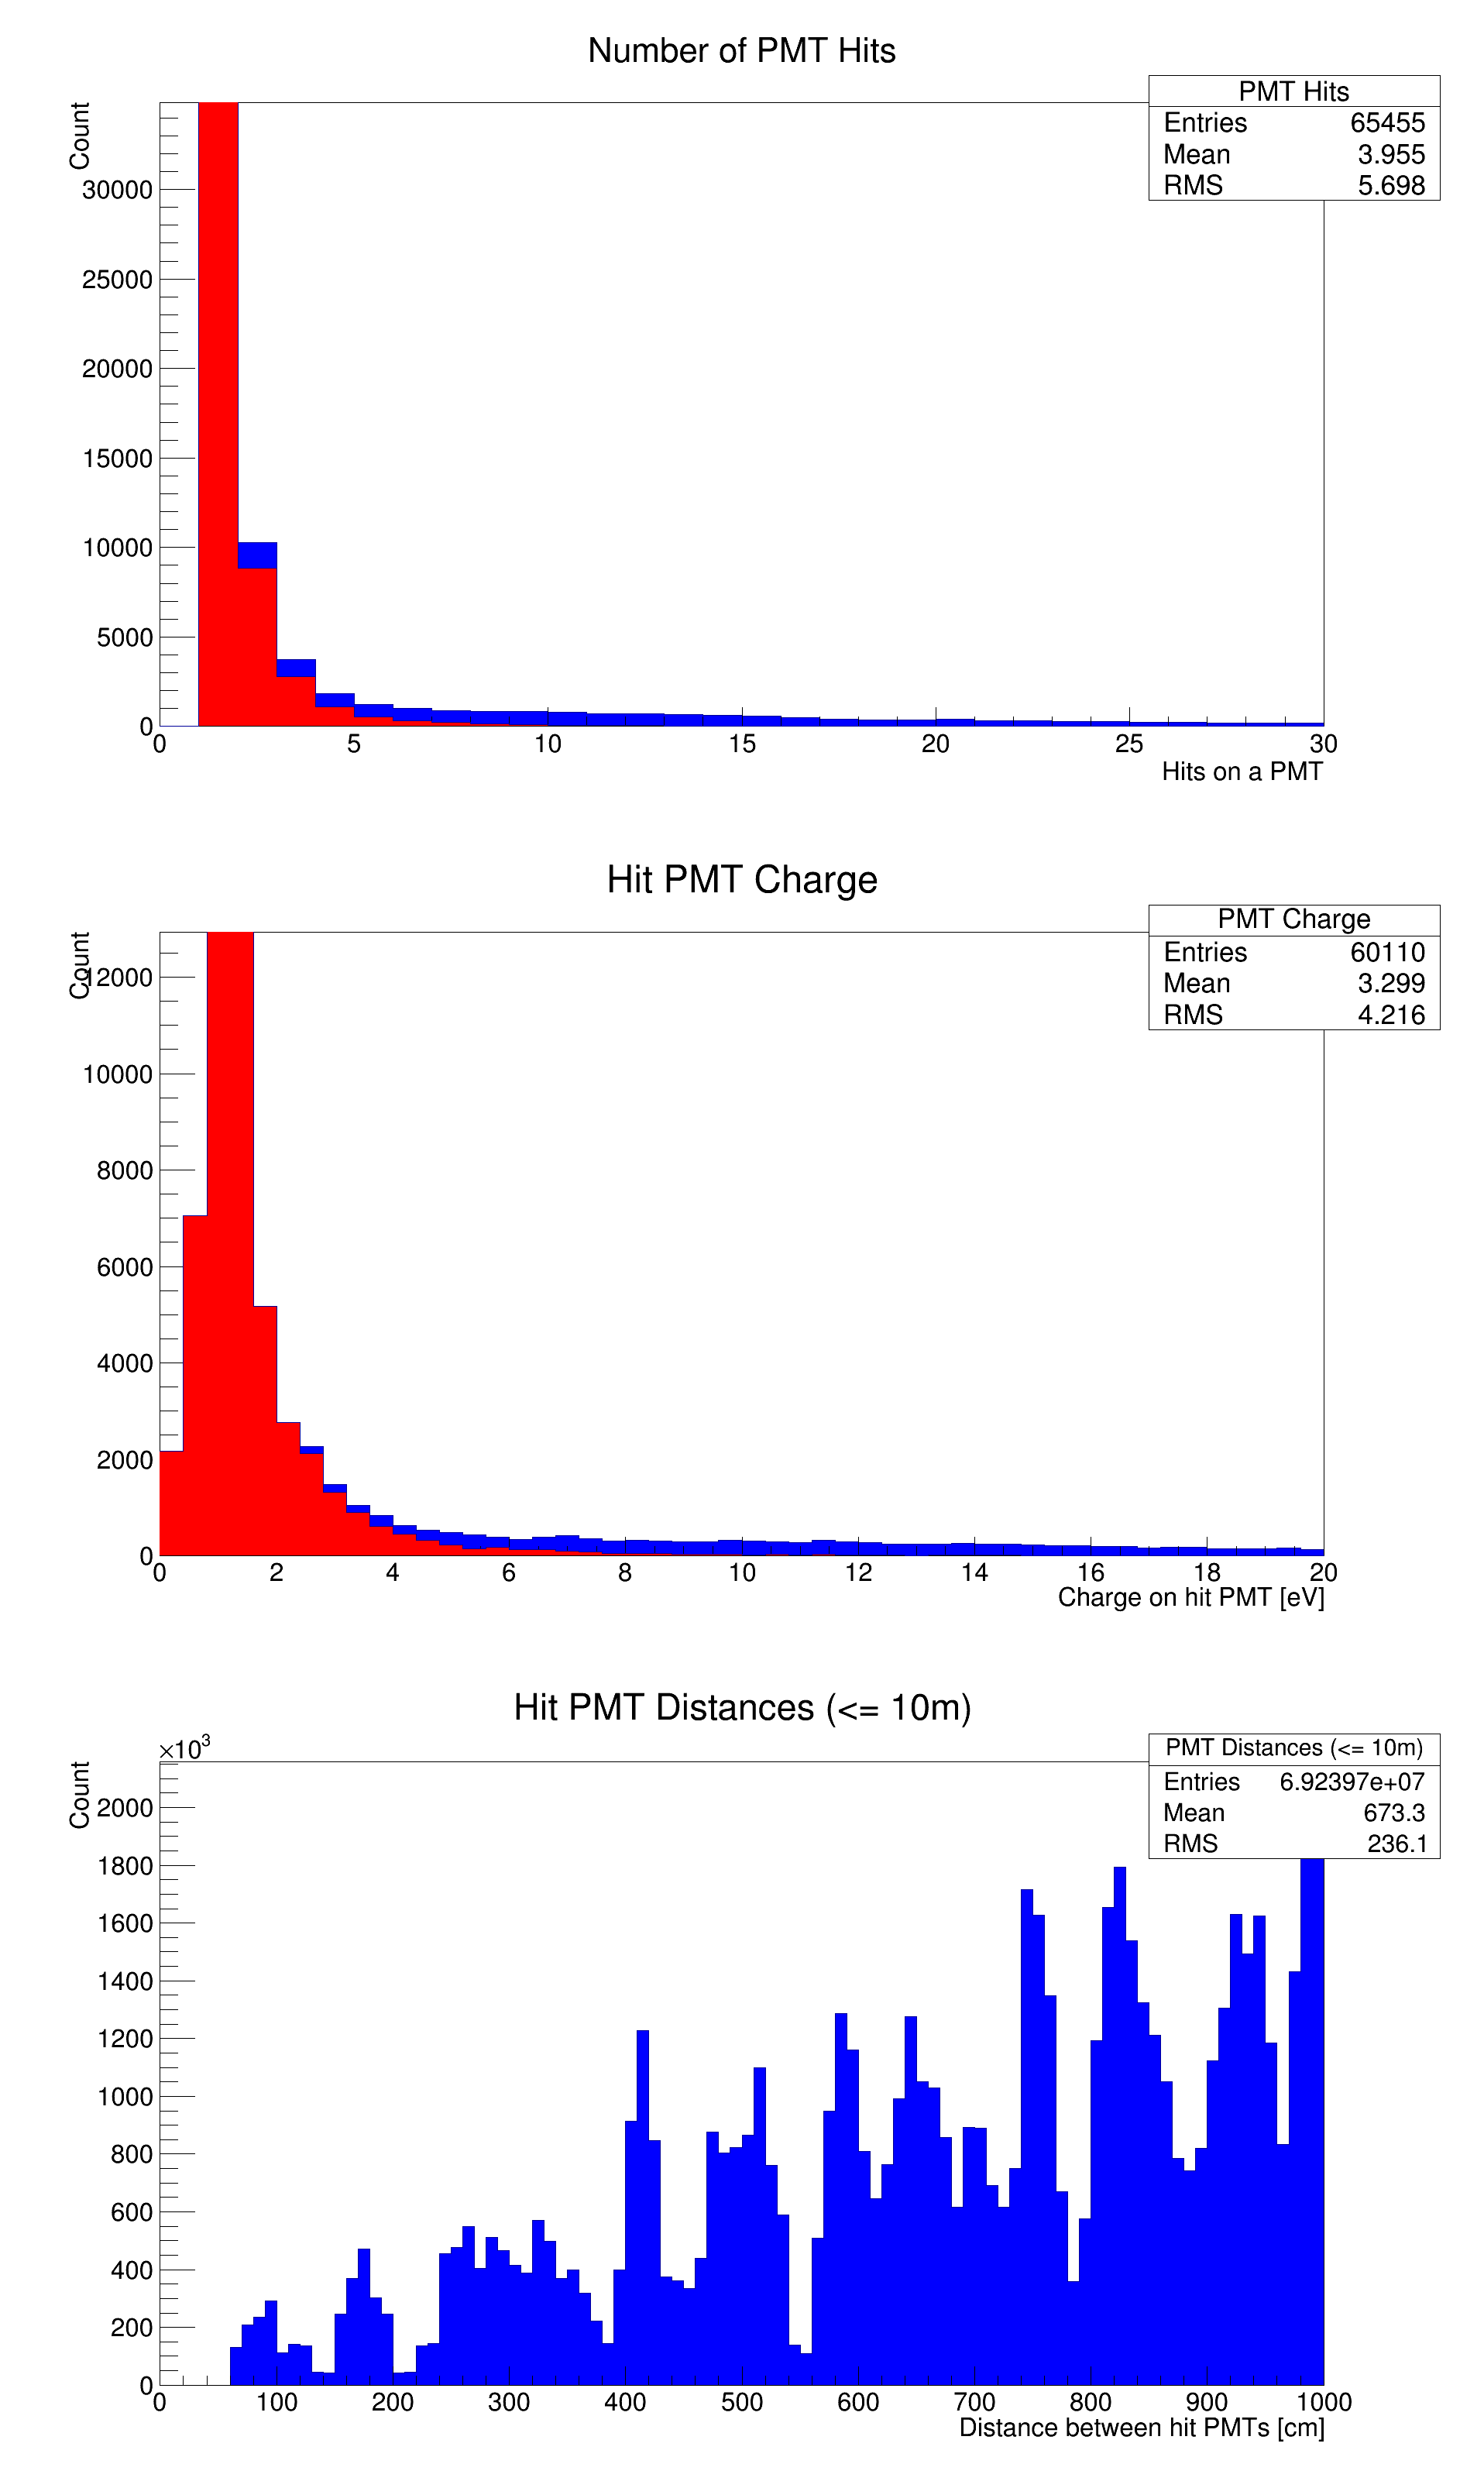 Number of PMT Hits
Count
PMT Hits
Entries 65455
Mean 3.955
RMS 5.698
30000
25000
20000
15000
10000
5000
0
0 5 10 15 20 25 30
Hits on a PMT
Hit PMT Charge
Count
PMT Charge
Entries 60110
Mean 3.299
RMS 4.216
12000
10000
8000
6000
4000
2000
0
0 2 4 6 8 10 12 14 16 18 20
Charge on hit PMT [eV]
Hit PMT Distances (<= 10m)
×10³
Count
PMT Distances (<= 10m)
Entries 6.92397e+07
Mean 673.3
RMS 236.1
2000
1800
1600
1400
1200
1000
800
600
400
200
0
0 100 200 300 400 500 600 700 800 900 1000
Distance between hit PMTs [cm]